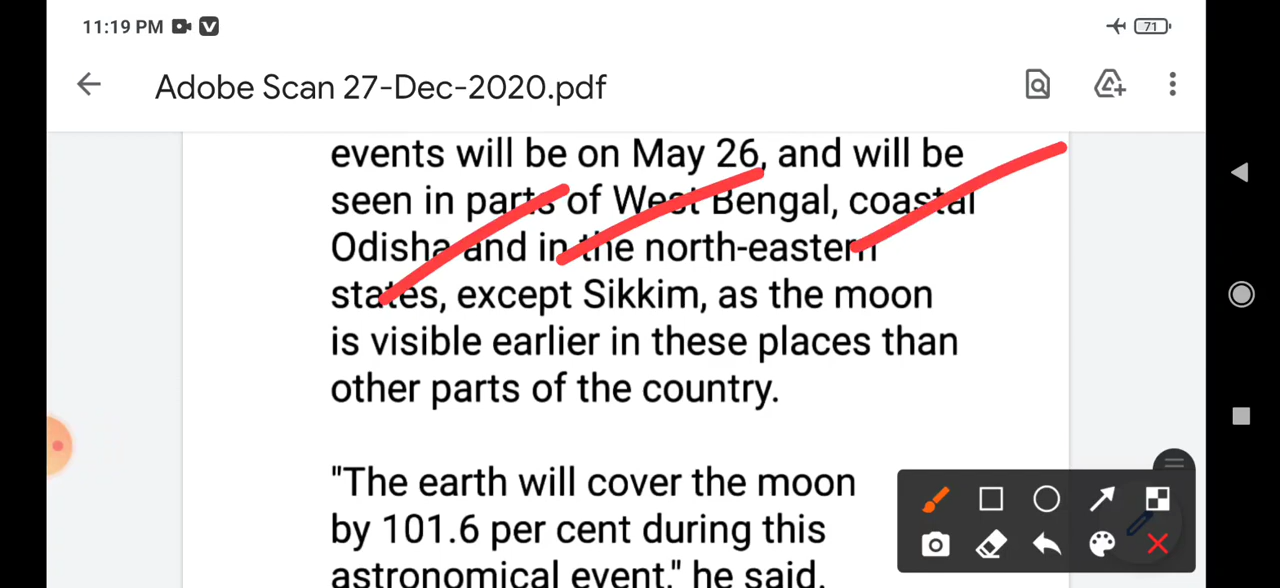 11:19 PM V 71
Adobe Scan 27-Dec-2020.pdf
events will be on May 26, and will be
seen in parts of West Bengal, coastal
Odisha and in the north-eastern
states, except Sikkim, as the moon
is visible earlier in these places than
other parts of the country.
"The earth will cover the moon
by 101.6 per cent during this
astronomical event," he said.